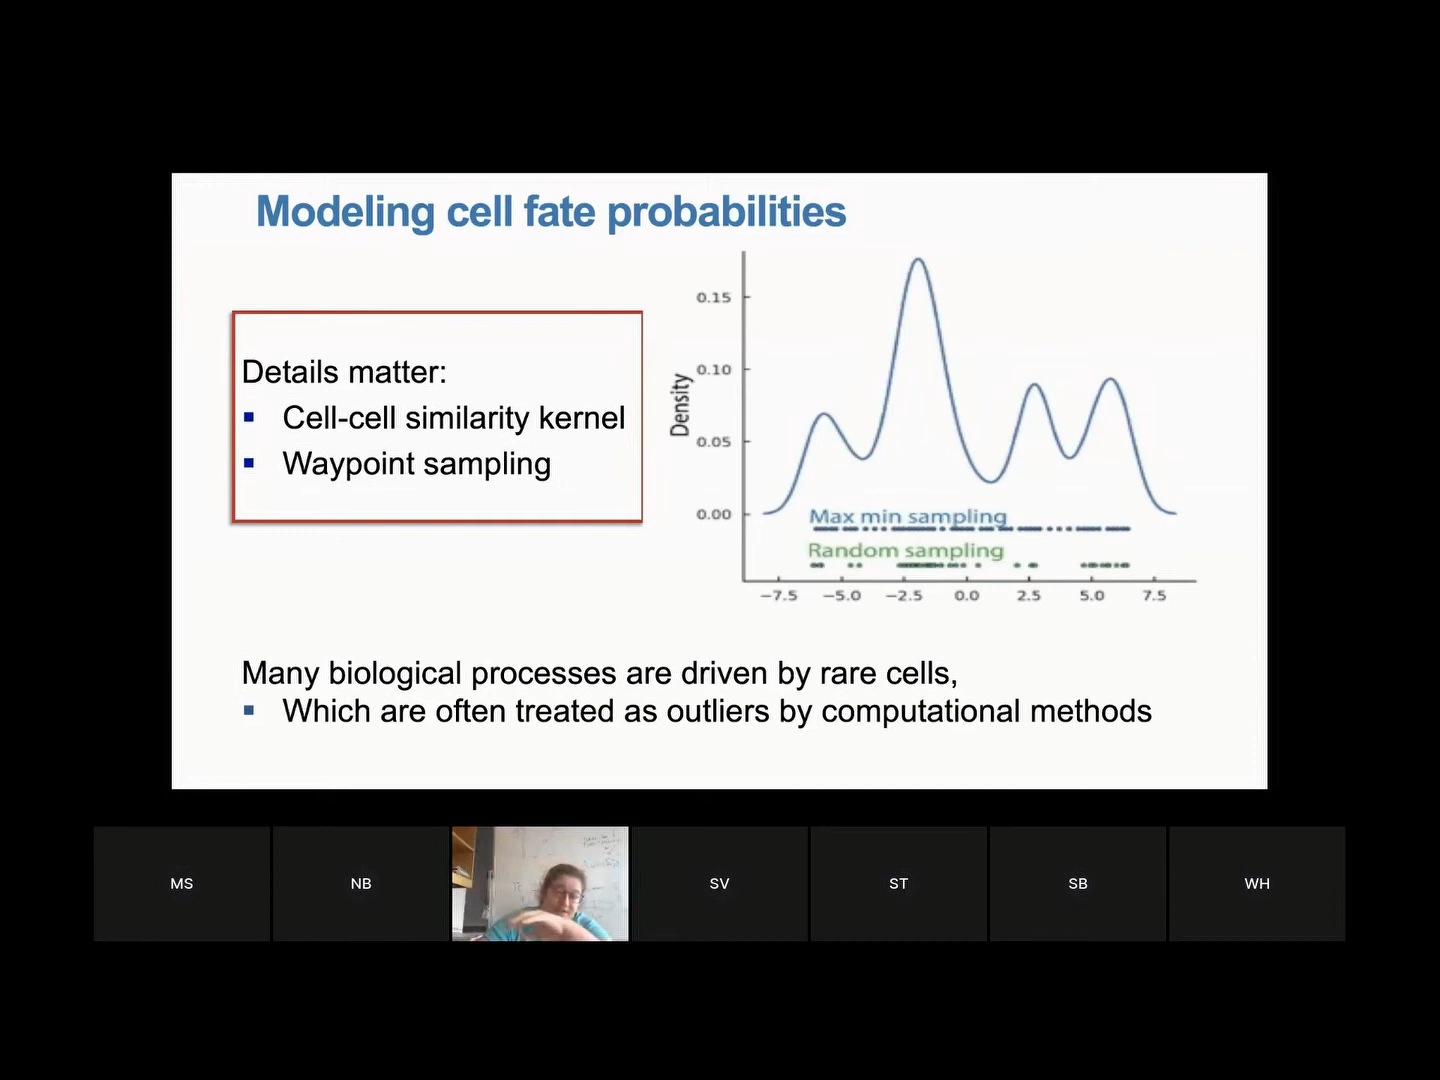 Modeling cell fate probabilities
Details matter:
▪ Cell-cell similarity kernel
▪ Waypoint sampling
Density
0.15
0.10
0.05
0.00
Max min sampling
Random sampling
−7.5 −5.0 −2.5 0.0 2.5 5.0 7.5
Many biological processes are driven by rare cells,
▪ Which are often treated as outliers by computational methods
MS NB SV ST SB WH